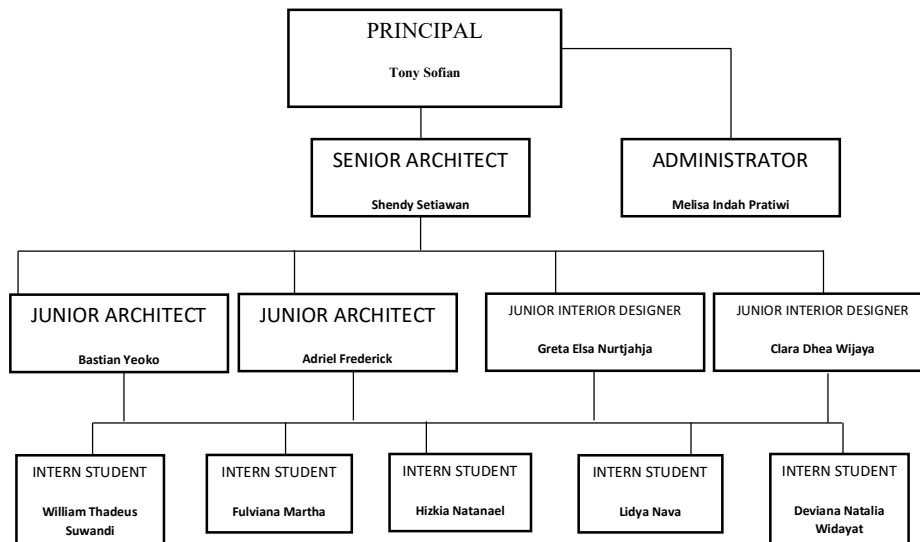 PRINCIPAL
Tony Sofian
SENIOR ARCHITECT
Shendy Setiawan
ADMINISTRATOR
Melisa Indah Pratiwi
JUNIOR ARCHITECT
Bastian Yeoko
JUNIOR ARCHITECT
Adriel Frederick
JUNIOR INTERIOR DESIGNER
Greta Elsa Nurtjahja
JUNIOR INTERIOR DESIGNER
Clara Dhea Wijaya
INTERN STUDENT
William Thadeus
Suwandi
INTERN STUDENT
Fulviana Martha
INTERN STUDENT
Hizkia Natanael
INTERN STUDENT
Lidya Nava
INTERN STUDENT
Deviana Natalia
Widayat